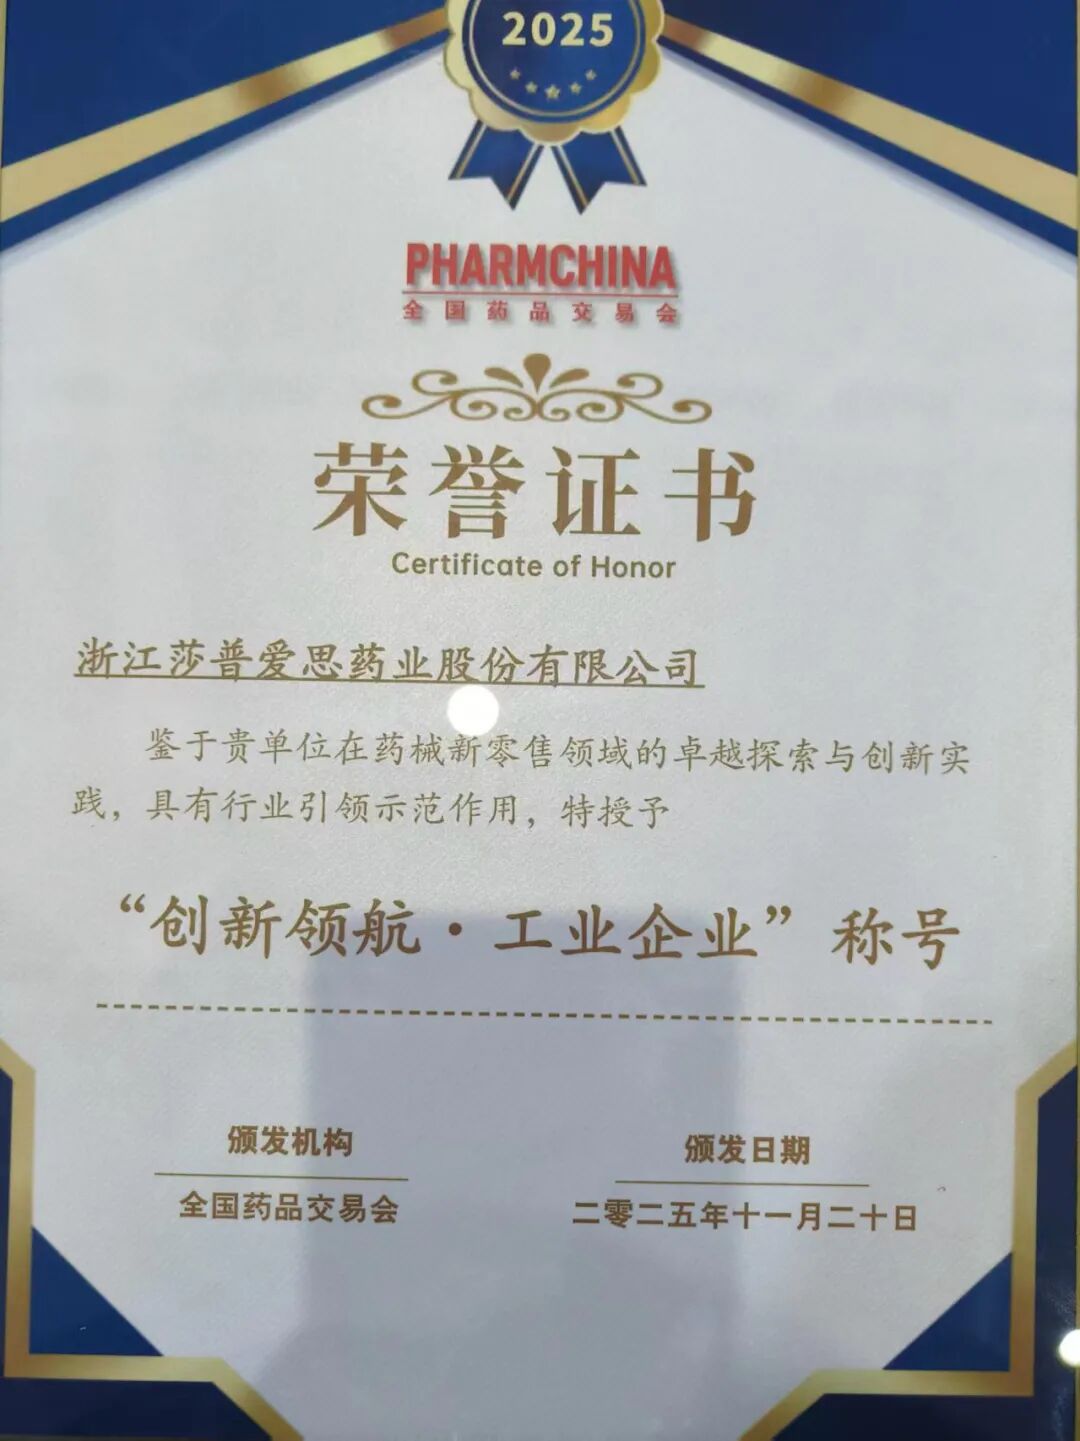 2025
PHARMCHINA
全国药品交易会
荣誉证书
Certificate of Honor
浙江莎普爱思药业股份有限公司
鉴于贵单位在药械新零售领域的卓越探索与创新实
践，具有行业引领示范作用，特授予
“创新领航·工业企业”称号
颁发机构
全国药品交易会
颁发日期
二零二五年十一月二十日